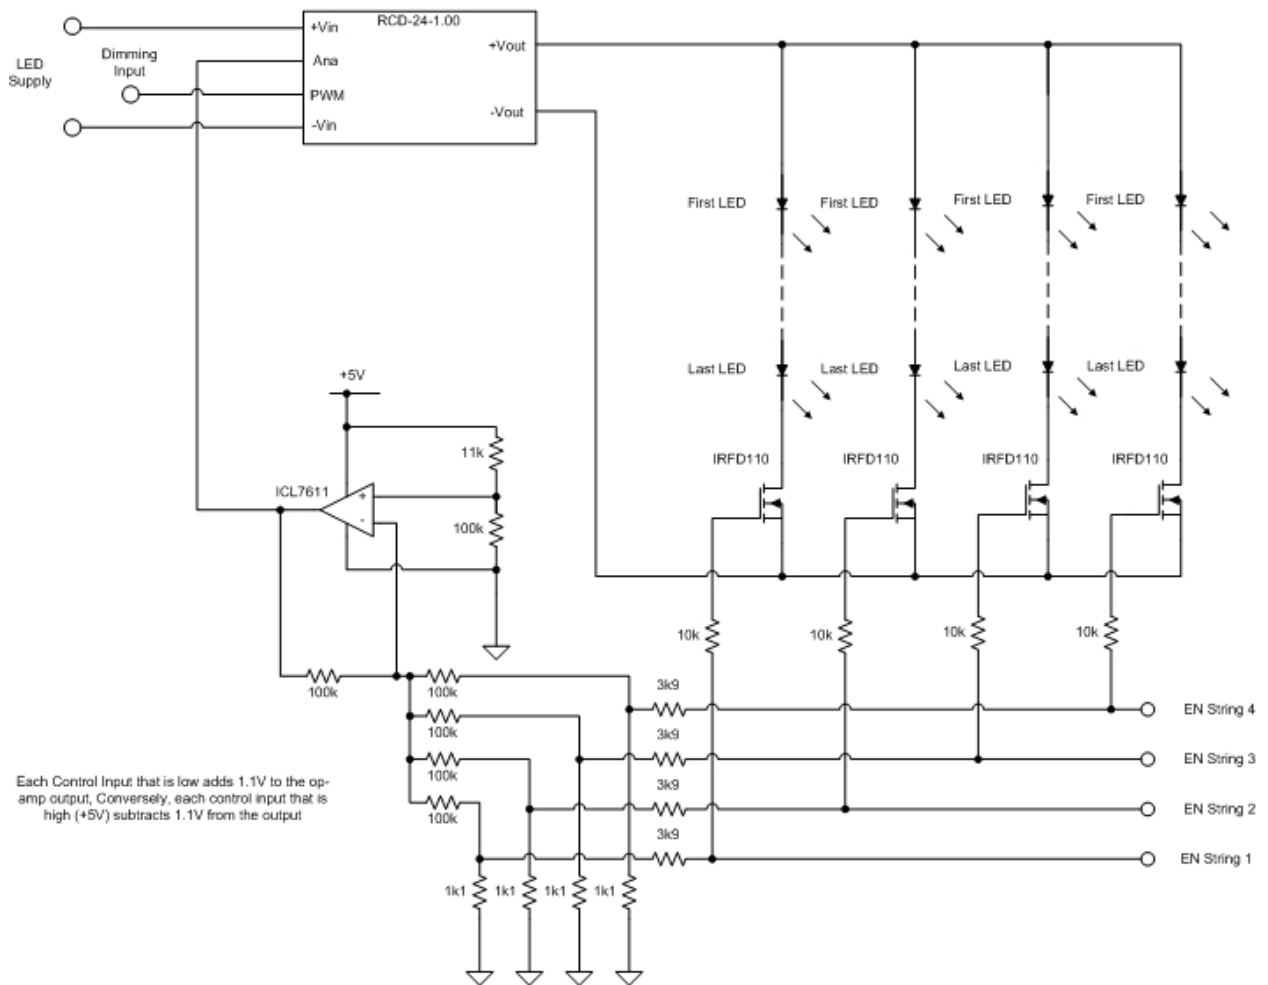 RCD-24-1.00
+Vin
Ana
PWM
-Vin
+Vout
-Vout
LED
Supply
Dimming
Input
First LED
First LED
First LED
First LED
Last LED
Last LED
Last LED
Last LED
+5V
11k
ICL7611
+
-
100k
IRFD110
IRFD110
IRFD110
IRFD110
10k
10k
10k
10k
100k
100k
100k
100k
100k
3k9
3k9
3k9
3k9
EN String 4
EN String 3
EN String 2
EN String 1
Each Control Input that is low adds 1.1V to the op-
amp output, Conversely, each control input that is
high (+5V) subtracts 1.1V from the output
1k1
1k1
1k1
1k1